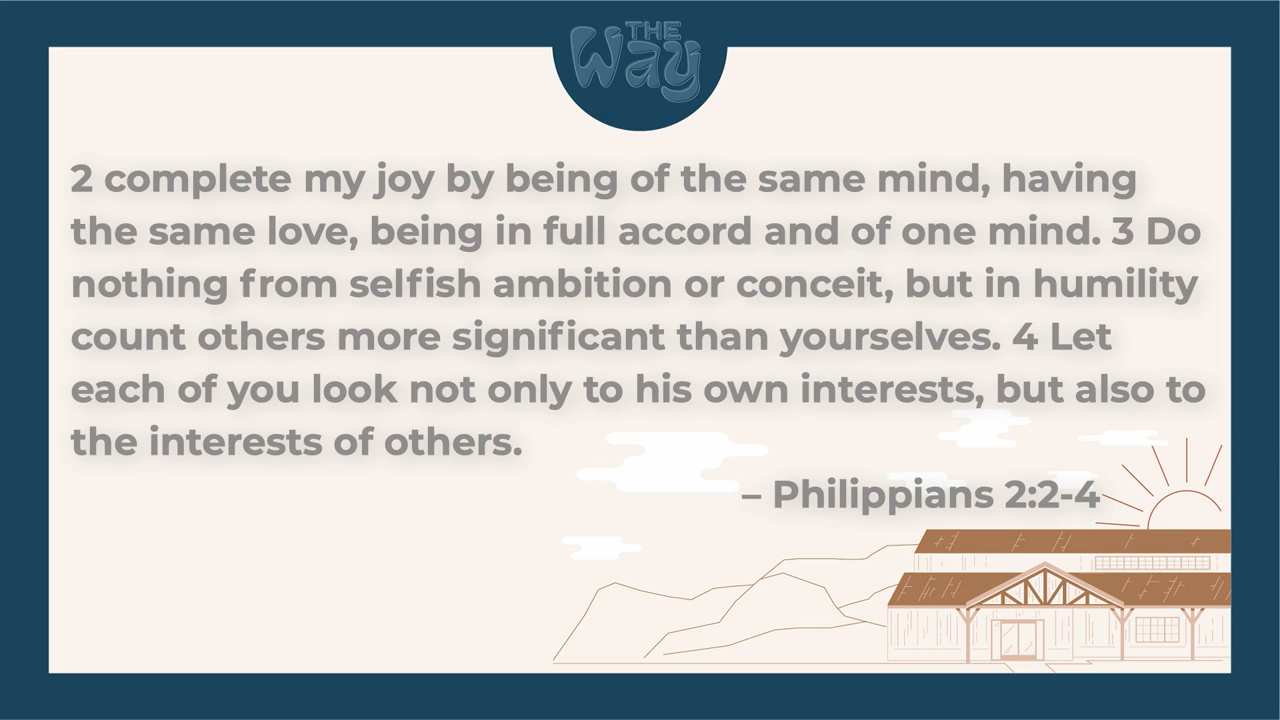 THE
Way
2 complete my joy by being of the same mind, having
the same love, being in full accord and of one mind. 3 Do
nothing from selfish ambition or conceit, but in humility
count others more significant than yourselves. 4 Let
each of you look not only to his own interests, but also to
the interests of others.
– Philippians 2:2-4